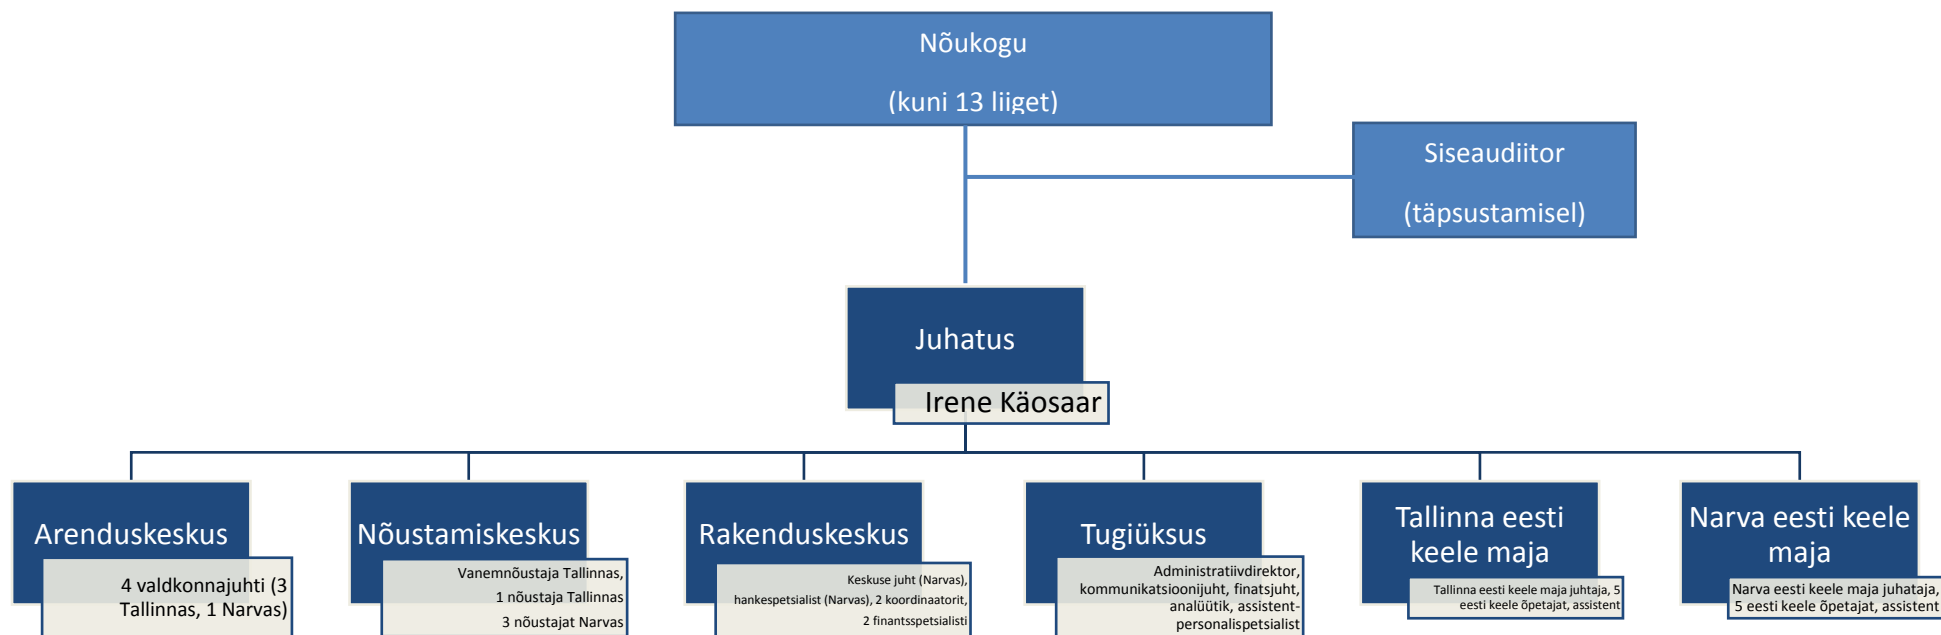 Nõukogu
(kuni 13 liiget)
Siseaudiitor
(täpsustamisel)
Juhatus
Irene Käosaar
Arenduskeskus
4 valdkonnajuhti (3
Tallinnas, 1 Narvas)
Nõustamiskeskus
Vanemnõustaja Tallinnas,
1 nõustaja Tallinnas
3 nõustajat Narvas
Rakenduskeskus
Keskuse juht (Narvas),
hankespetsialist (Narvas), 2 koordinaatorit,
2 finantsspetsialisti
Tugiüksus
Administratiivdirektor,
kommunikatsioonijuht, finatsjuht,
analüütik, assistent-
personalispetsialist
Tallinna eesti
keele maja
Tallinna eesti keele maja juhtaja, 5
eesti keele õpetajat, assistent
Narva eesti keele
maja
Narva eesti keele maja juhataja,
5 eesti keele õpetajat, assistent